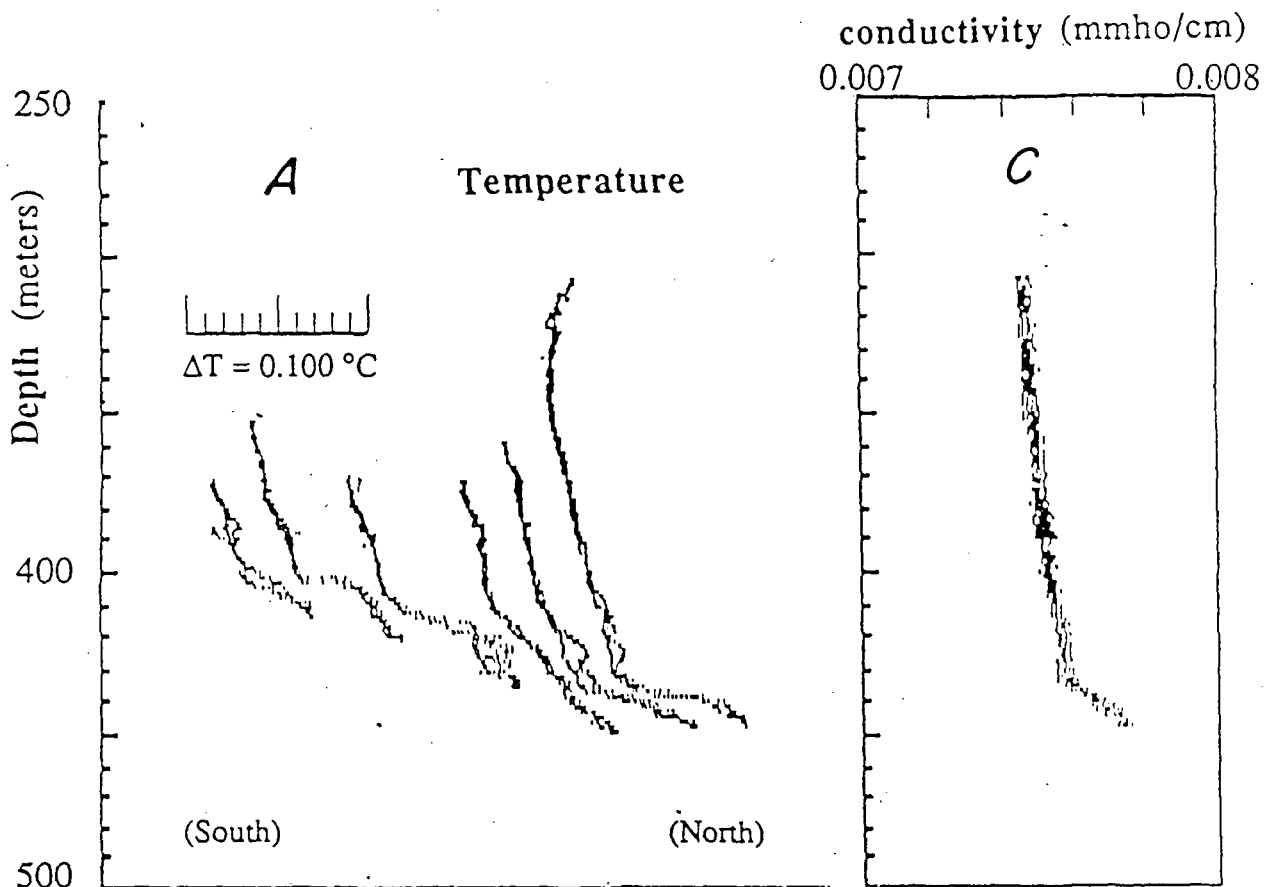 conductivity (mmho/cm)
0.007 0.008
250
A Temperature C
Depth (meters)
ΔT = 0.100 °C
400
(South) (North)
500